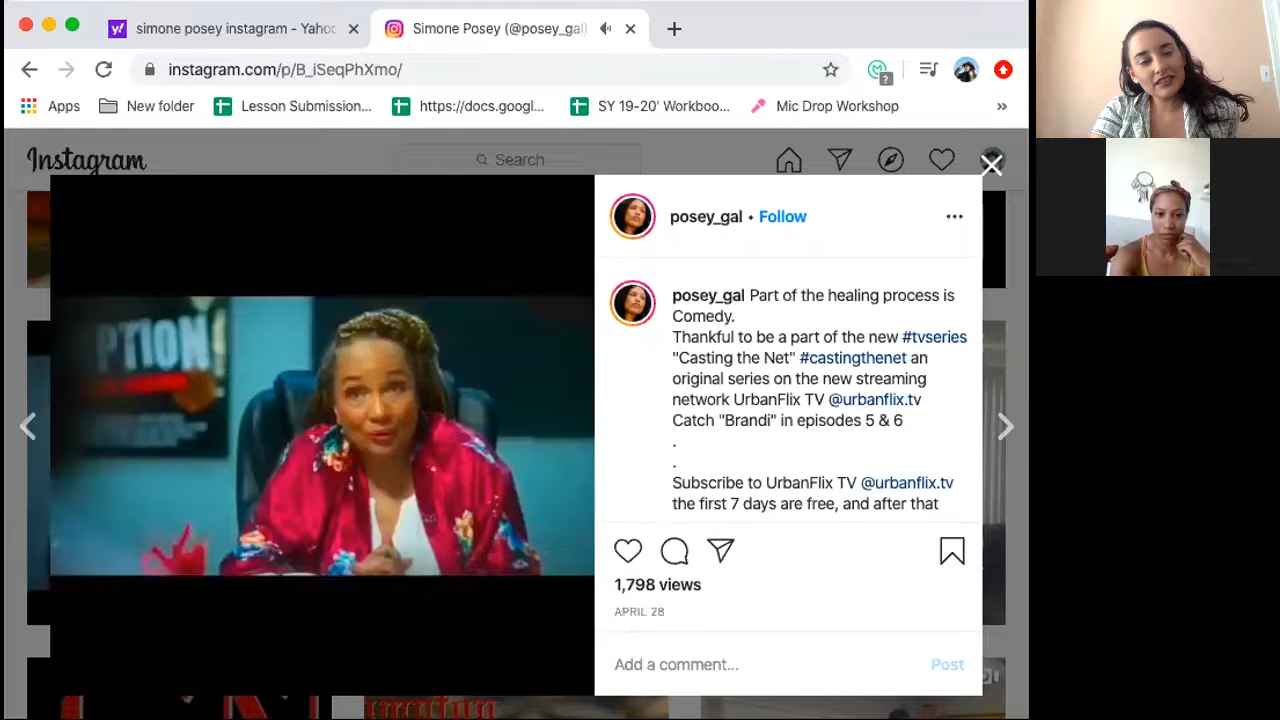 simone posey instagram - Yahoo
Simone Posey (@posey_gal)
instagram.com/p/B_iSeqPhXmo/
Apps
New folder
Lesson Submission...
https://docs.googl...
SY 19-20' Workboo...
Mic Drop Workshop
»
Instagram
Search
posey_gal • Follow
posey_gal Part of the healing process is
Comedy.
Thankful to be a part of the new #tvseries
"Casting the Net" #castingthenet an
original series on the new streaming
network UrbanFlix TV @urbanflix.tv
Catch "Brandi" in episodes 5 & 6
.
.
Subscribe to UrbanFlix TV @urbanflix.tv
the first 7 days are free, and after that
1,798 views
APRIL 28
Add a comment...
Post
PTION